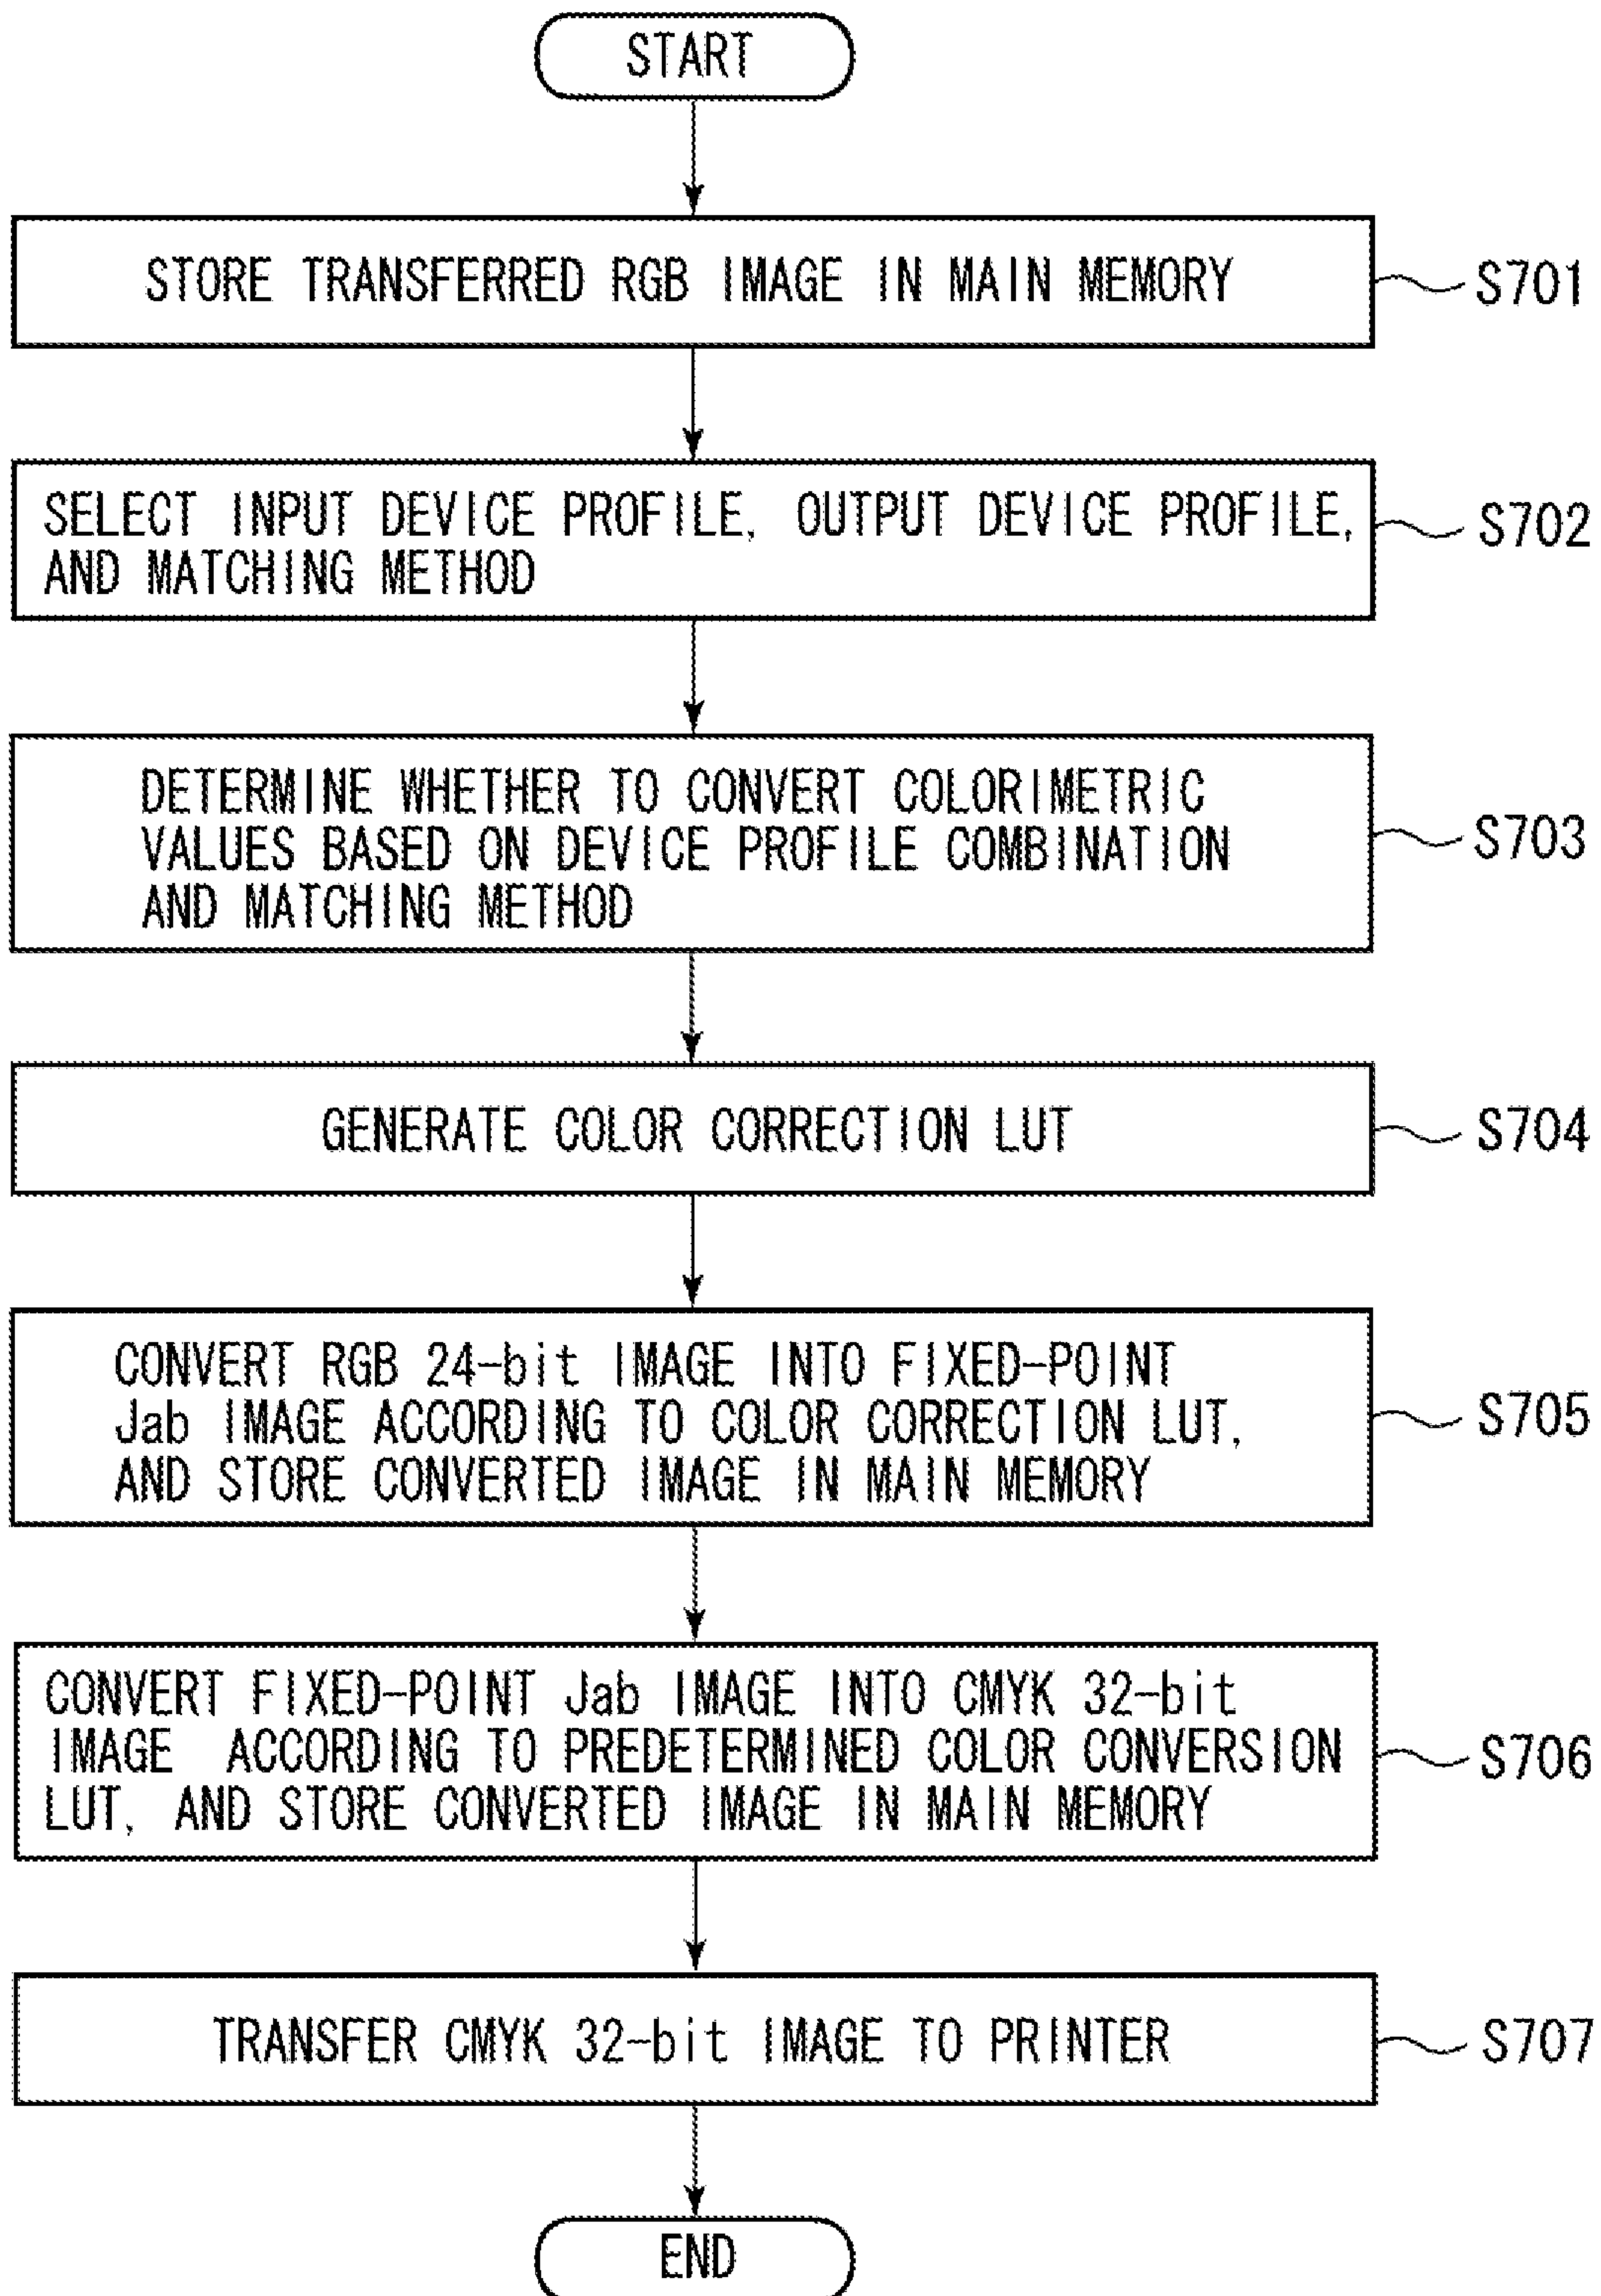 START
STORE TRANSFERRED RGB IMAGE IN MAIN MEMORY
S701
SELECT INPUT DEVICE PROFILE, OUTPUT DEVICE PROFILE,
AND MATCHING METHOD
S702
DETERMINE WHETHER TO CONVERT COLORIMETRIC
VALUES BASED ON DEVICE PROFILE COMBINATION
AND MATCHING METHOD
S703
GENERATE COLOR CORRECTION LUT
S704
CONVERT RGB 24-bit IMAGE INTO FIXED-POINT
Jab IMAGE ACCORDING TO COLOR CORRECTION LUT,
AND STORE CONVERTED IMAGE IN MAIN MEMORY
S705
CONVERT FIXED-POINT Jab IMAGE INTO CMYK 32-bit
IMAGE ACCORDING TO PREDETERMINED COLOR CONVERSION
LUT, AND STORE CONVERTED IMAGE IN MAIN MEMORY
S706
TRANSFER CMYK 32-bit IMAGE TO PRINTER
S707
END